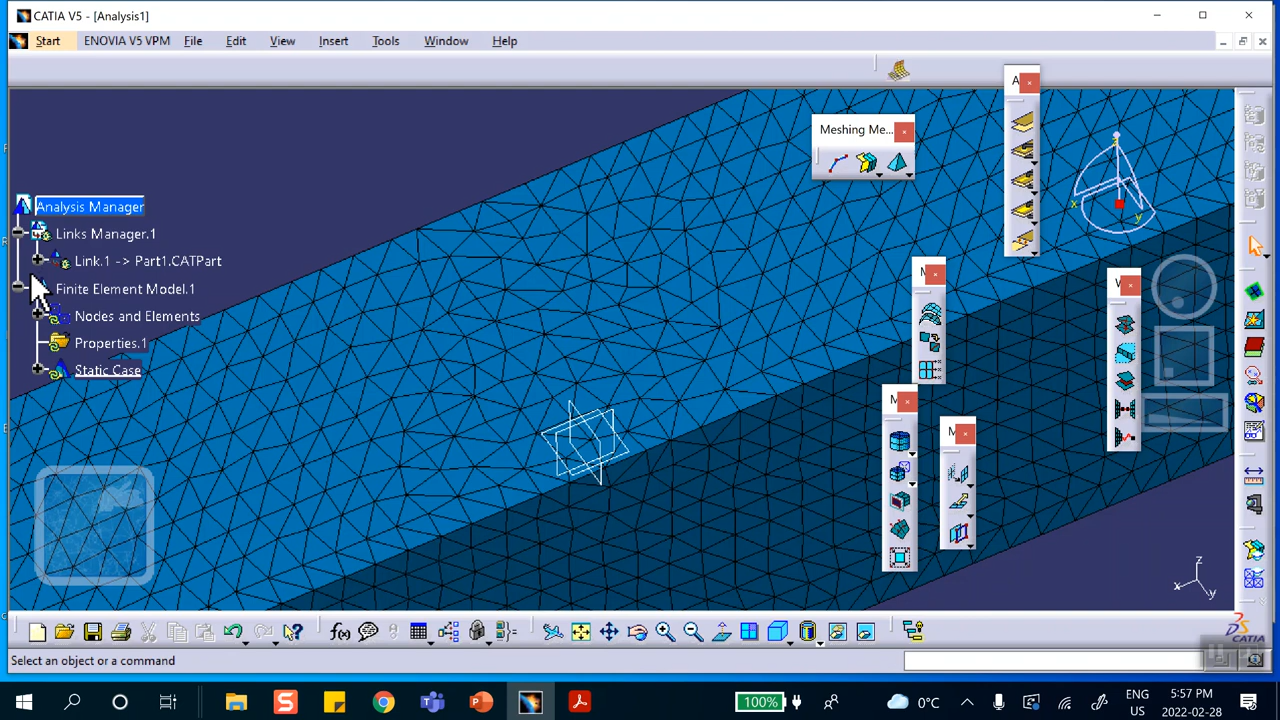 CATIA V5 - [Analysis1]
Start ENOVIA V5 VPM File Edit View Insert Tools Window Help
A
Meshing Me...
Analysis Manager
Links Manager.1
Link.1 -> Part1.CATPart
Finite Element Model.1
Nodes and Elements
Properties.1
Static Case
z
x
y
M
M
M
z
x
y
f(x)
CATIA
Select an object or a command
100%
0°C
ENG
US
5:57 PM
2022-02-28